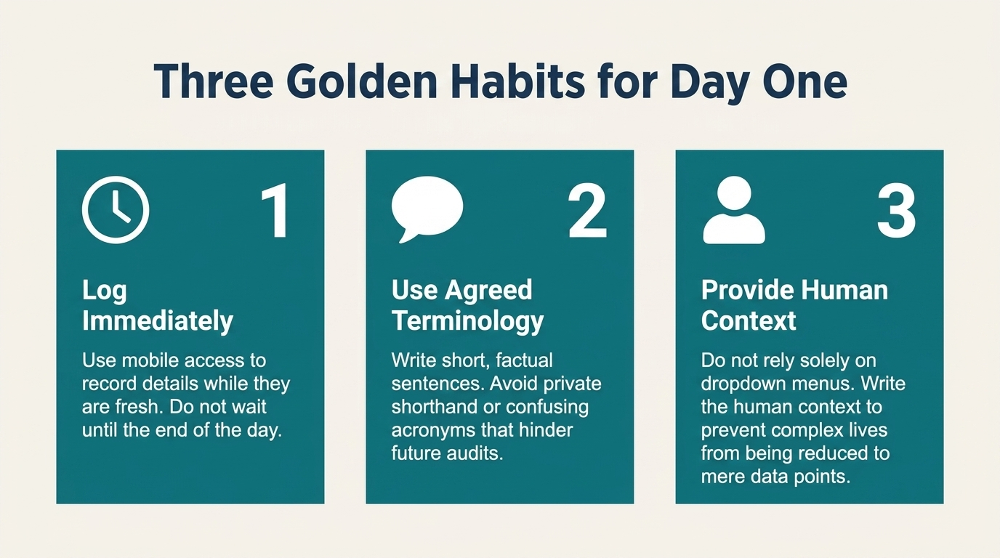 Three Golden Habits for Day One
1
Log
Immediately
Use mobile access to
record details while they
are fresh. Do not wait
until the end of the day.
2
Use Agreed
Terminology
Write short, factual
sentences. Avoid private
shorthand or confusing
acronyms that hinder
future audits.
3
Provide Human
Context
Do not rely solely on
dropdown menus. Write
the human context to
prevent complex lives
from being reduced to
mere data points.